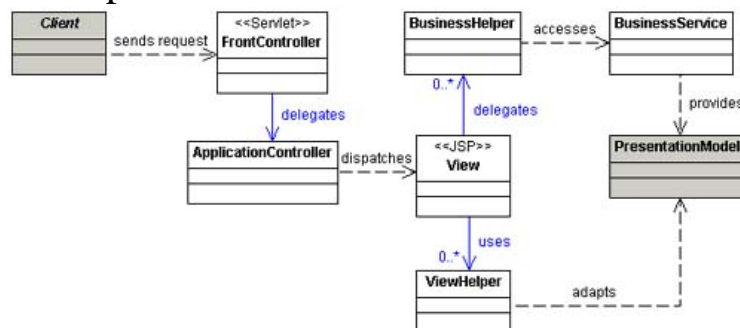 Client
sends request
<<Servlet>>
FrontController
BusinessHelper
accesses
BusinessService
0..*
delegates
delegates
provides
ApplicationController
dispatches
<<JSP>>
View
PresentationModel
uses
0..*
ViewHelper
adapts